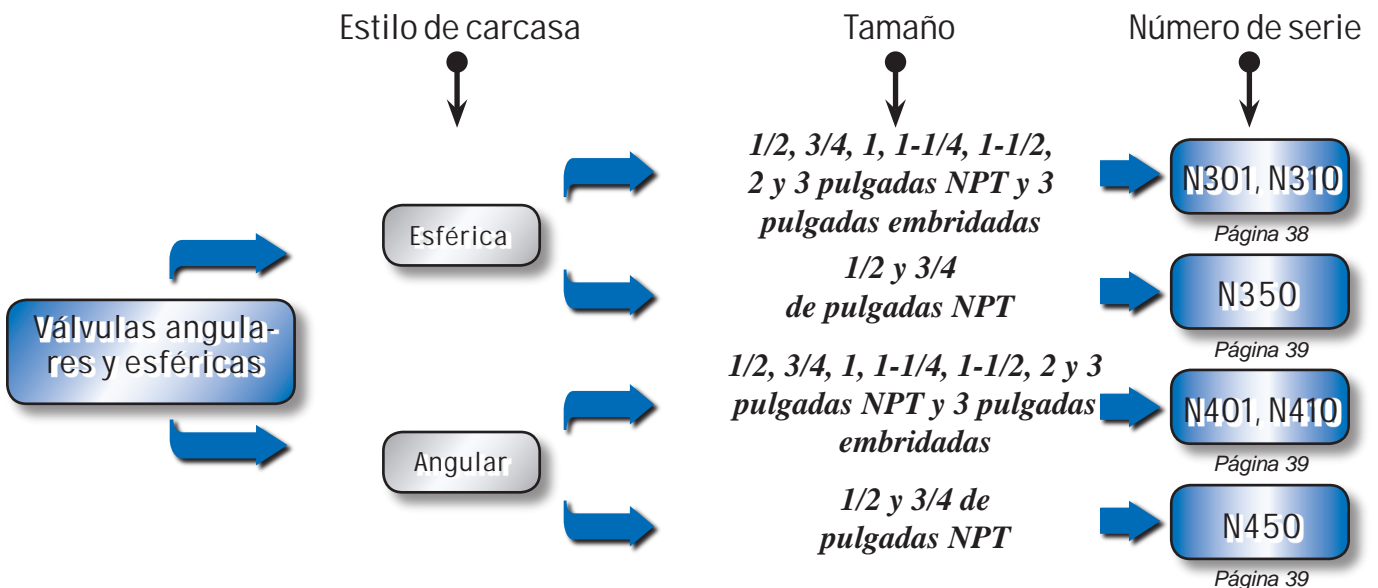 Estilo de carcasa
Tamaño
Número de serie
Válvulas angula-
res y esféricas
Esférica
1/2, 3/4, 1, 1-1/4, 1-1/2,
2 y 3 pulgadas NPT y 3
pulgadas embridadas
N301, N310
Página 38
1/2 y 3/4
de pulgadas NPT
N350
Página 39
Angular
1/2, 3/4, 1, 1-1/4, 1-1/2, 2 y 3
pulgadas NPT y 3 pulgadas
embridadas
N401, N410
Página 39
1/2 y 3/4 de
pulgadas NPT
N450
Página 39